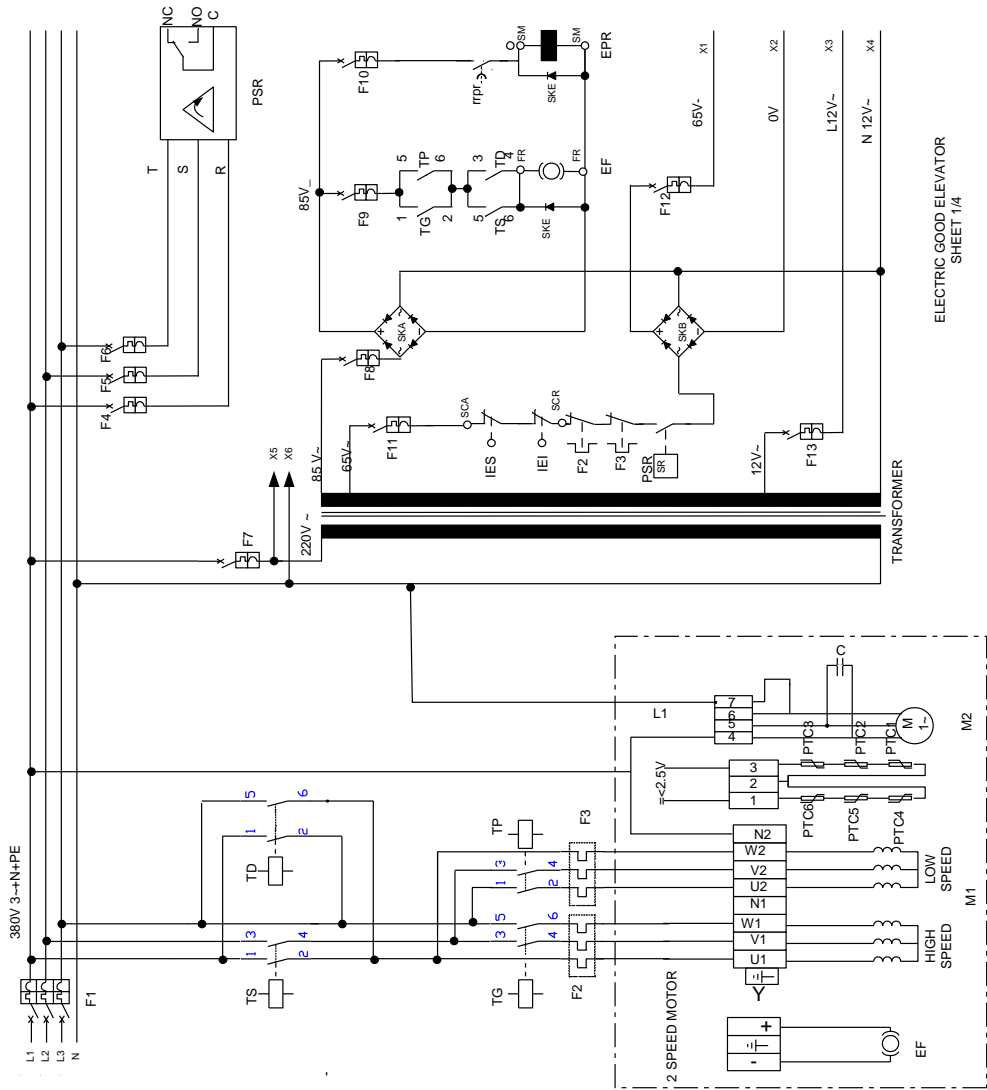 NC
NO
C
PSR
T
S
R
F6
F5
F4
380V 3~+N+PE
L1
L2
L3
N
F1
F7
X5
X6
220V ~
85 V~
65V~
12V~
TRANSFORMER
F8
F11
SCA
IES
IEI
SCR
F2
F3
PSR
SR
F13
SKA
SKB
85V_
F9
F10
1
2
TG
5
6
TP
5
6
TS
3
4
TD
FR
FR
SKE
EF
rrpr.
SM
SM
SKE
EPR
F12
65V-
X1
0V
X2
L12V~
X3
N 12V~
X4
ELECTRIC GOOD ELEVATOR
SHEET 1/4
TD
1
2
5
6
TS
1
2
3
4
5
6
TG
3
4
TP
1
2
3
4
F2
F3
2 SPEED MOTOR
- +
EF
Y
U1
V1
W1
N1
U2
V2
W2
N2
HIGH
SPEED
LOW
SPEED
M1
=<2.5V
1
2
3
PTC6
PTC5
PTC4
PTC3
PTC2
PTC1
L1
4
5
6
7
C
M
1~
M2